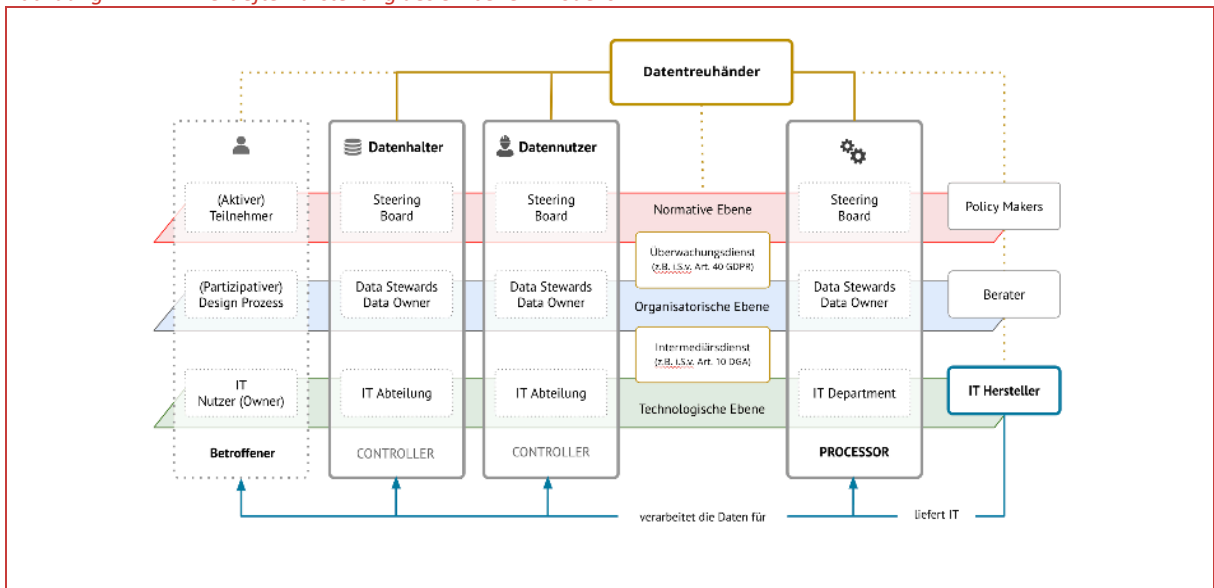 Datentreuhänder
Datenhalter
Datennutzer
(Aktiver)
Teilnehmer
Steering
Board
Steering
Board
Normative Ebene
Steering
Board
Policy Makers
Überwachungsdienst
(z.B. i.S.v. Art. 40 GDPR)
(Partizipativer)
Design Prozess
Data Stewards
Data Owner
Data Stewards
Data Owner
Organisatorische Ebene
Data Stewards
Data Owner
Berater
Intermediärsdienst
(z.B. i.S.v. Art. 10 DGA)
IT
Nutzer (Owner)
IT Abteilung
IT Abteilung
Technologische Ebene
IT Department
IT Hersteller
Betroffener
CONTROLLER
CONTROLLER
PROCESSOR
verarbeitet die Daten für
liefert IT